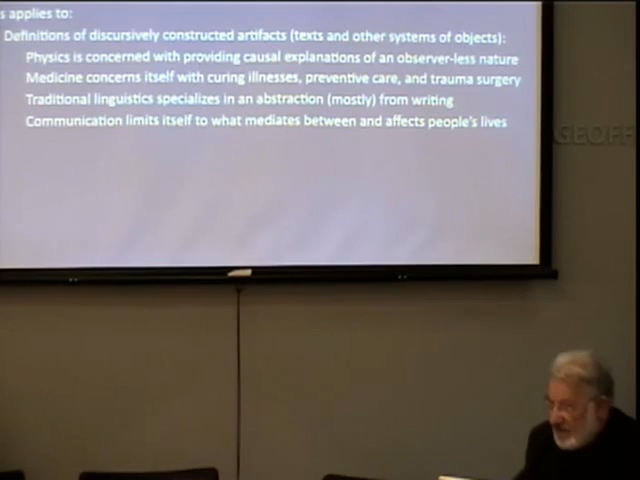 s applies to:
Definitions of discursively constructed artifacts (texts and other systems of objects):
Physics is concerned with providing causal explanations of an observer-less nature
Medicine concerns itself with curing illnesses, preventive care, and trauma surgery
Traditional linguistics specializes in an abstraction (mostly) from writing
Communication limits itself to what mediates between and affects people's lives
GEOFF